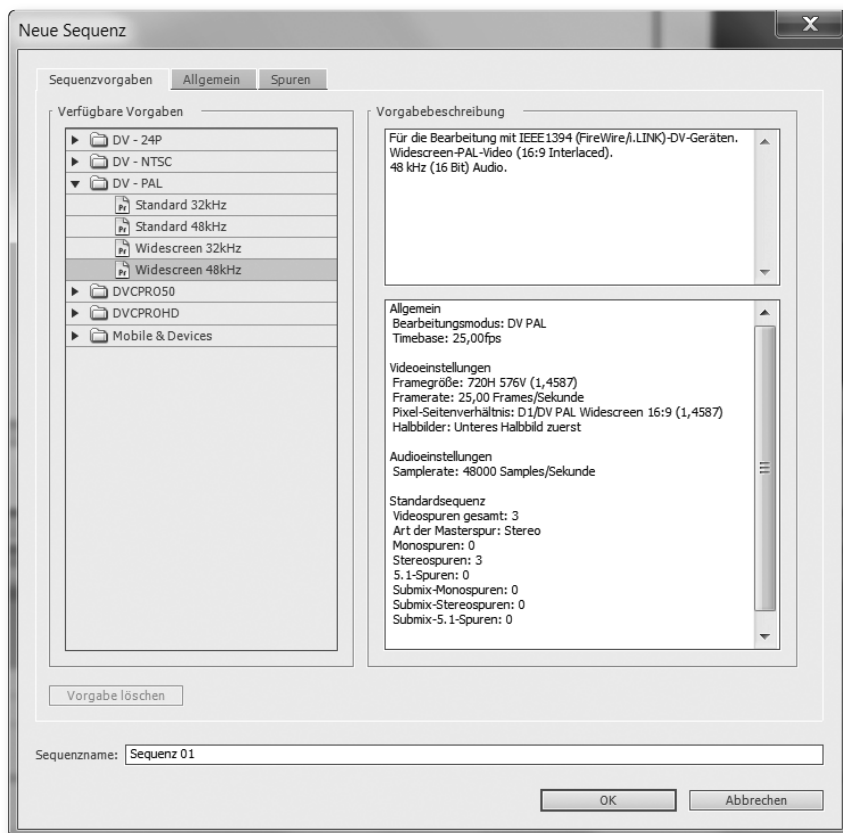 Neue Sequenz
X
Sequenzvorgaben Allgemein Spuren
Verfügbare Vorgaben
DV - 24P
DV - NTSC
DV - PAL
Pr Standard 32kHz
Pr Standard 48kHz
Pr Widescreen 32kHz
Pr Widescreen 48kHz
DVCPRO50
DVCPROHD
Mobile & Devices
Vorgabebeschreibung
Für die Bearbeitung mit IEEE1394 (FireWire/i.LINK)-DV-Geräten.
Widescreen-PAL-Video (16:9 Interlaced).
48 kHz (16 Bit) Audio.
Allgemein
Bearbeitungsmodus: DV PAL
Timebase: 25,00fps
Videoeinstellungen
Framegröße: 720H 576V (1,4587)
Framerate: 25,00 Frames/Sekunde
Pixel-Seitenverhältnis: D1/DV PAL Widescreen 16:9 (1,4587)
Halbbilder: Unteres Halbbild zuerst
Audioeinstellungen
Samplerate: 48000 Samples/Sekunde
Standardsequenz
Videospuren gesamt: 3
Art der Masterspur: Stereo
Monospuren: 0
Stereospuren: 3
5.1-Spuren: 0
Submix-Monospuren: 0
Submix-Stereospuren: 0
Submix-5.1-Spuren: 0
Vorgabe löschen
Sequenzname: Sequenz 01
OK Abbrechen